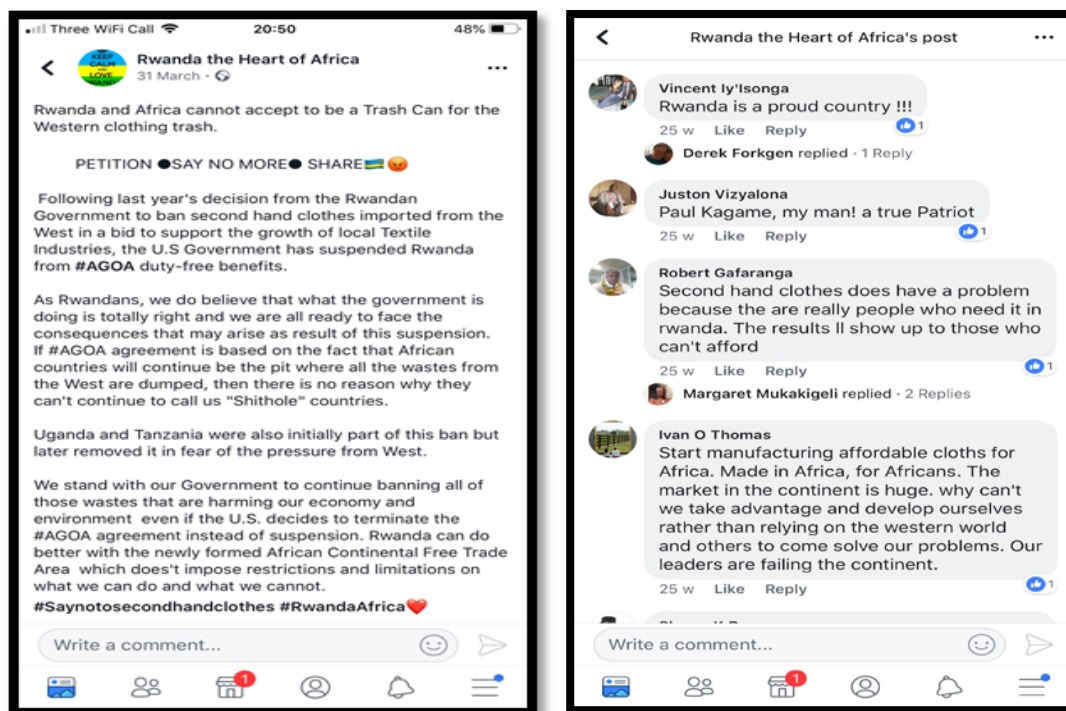 Three WiFi Call
20:50
48%
KEEP
CALM
LOVE
Rwanda the Heart of Africa
31 March
Rwanda and Africa cannot accept to be a Trash Can for the
Western clothing trash.
PETITION ●SAY NO MORE● SHARE🇷🇼😡
Following last year's decision from the Rwandan
Government to ban second hand clothes imported from the
West in a bid to support the growth of local Textile
Industries, the U.S Government has suspended Rwanda
from #AGOA duty-free benefits.
As Rwandans, we do believe that what the government is
doing is totally right and we are all ready to face the
consequences that may arise as result of this suspension.
If #AGOA agreement is based on the fact that African
countries will continue be the pit where all the wastes from
the West are dumped, then there is no reason why they
can't continue to call us "Shithole" countries.
Uganda and Tanzania were also initially part of this ban but
later removed it in fear of the pressure from West.
We stand with our Government to continue banning all of
those wastes that are harming our economy and
environment even if the U.S. decides to terminate the
#AGOA agreement instead of suspension. Rwanda can do
better with the newly formed African Continental Free Trade
Area which does't impose restrictions and limitations on
what we can do and what we cannot.
#Saynotosecondhandclothes #RwandaAfrica❤️
Write a comment...
1
Rwanda the Heart of Africa's post
Vincent Iy'Isonga
Rwanda is a proud country !!!
25 w Like Reply 1
Derek Forkgen replied · 1 Reply
Juston Vizyalona
Paul Kagame, my man! a true Patriot
25 w Like Reply 1
Robert Gafaranga
Second hand clothes does have a problem
because the are really people who need it in
rwanda. The results ll show up to those who
can't afford
25 w Like Reply 1
Margaret Mukakigeli replied · 2 Replies
Ivan O Thomas
Start manufacturing affordable cloths for
Africa. Made in Africa, for Africans. The
market in the continent is huge. why can't
we take advantage and develop ourselves
rather than relying on the western world
and others to come solve our problems. Our
leaders are failing the continent.
25 w Like Reply 1
Write a comment...
1